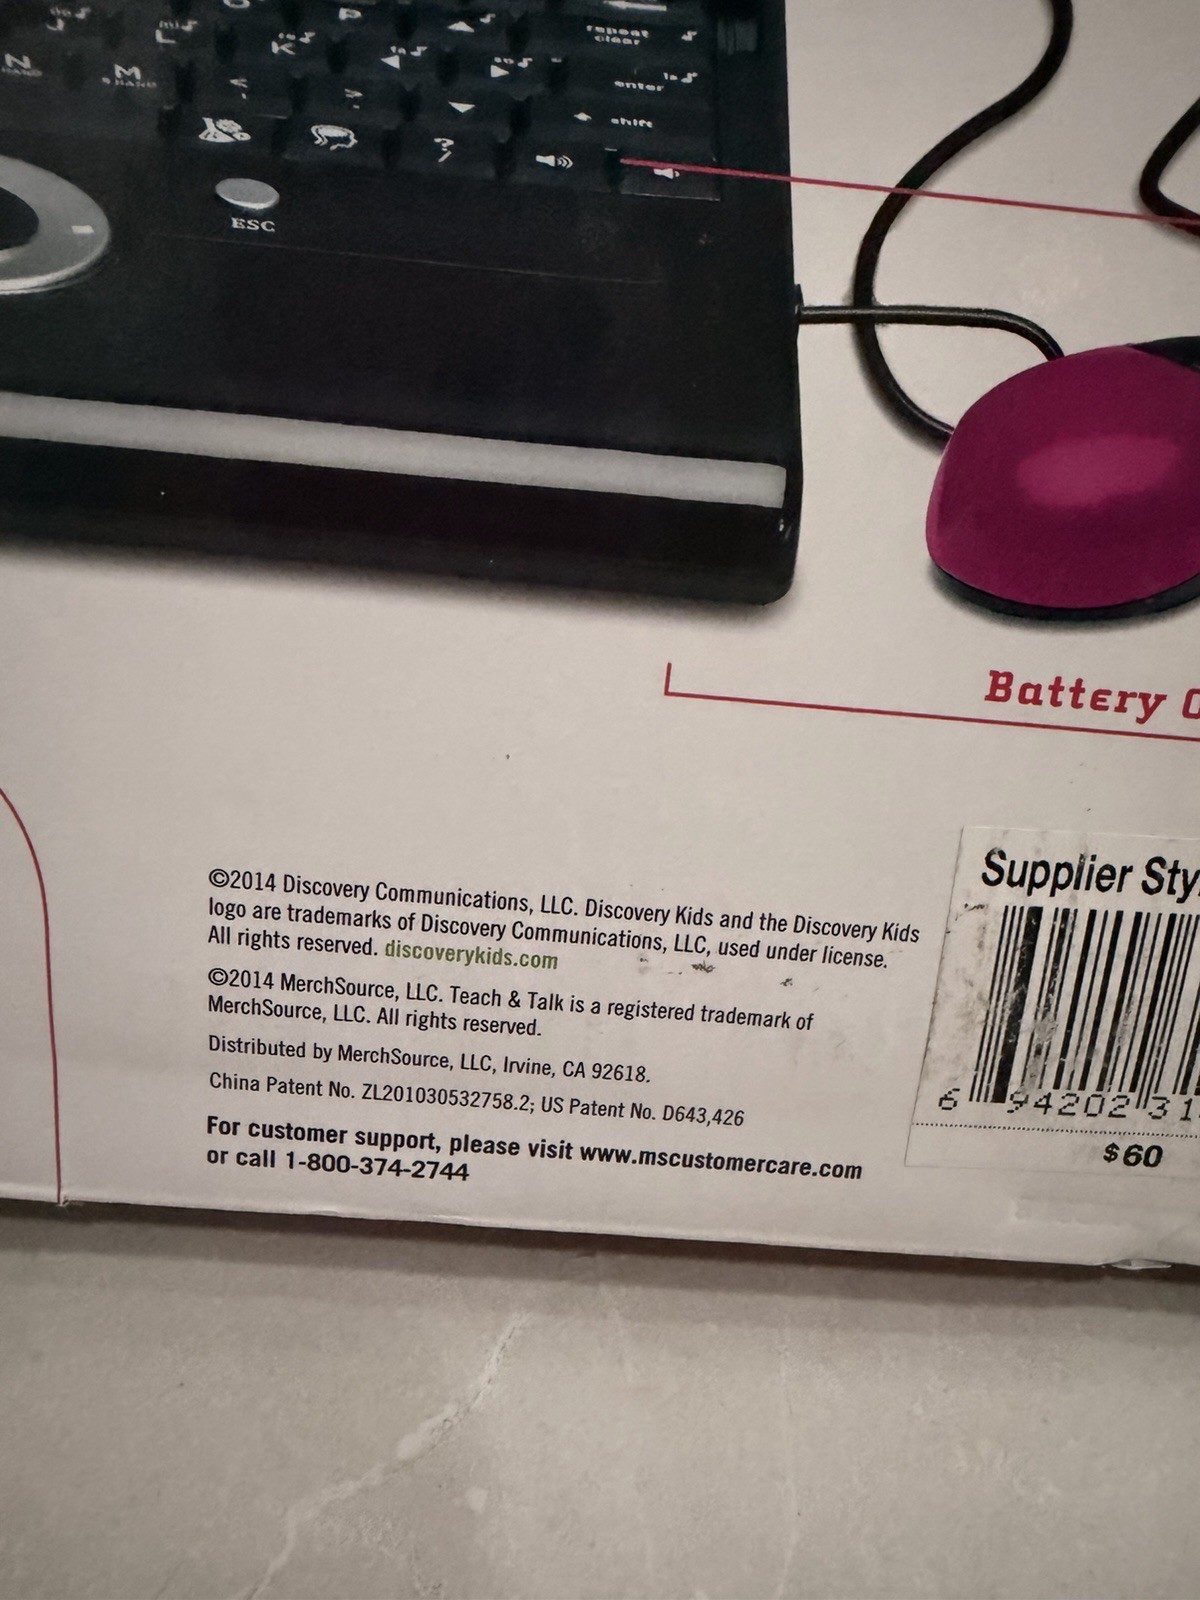 P
L
K
repeat
clear
N
M
enter
shift
?
ESC
Battery
©2014 Discovery Communications, LLC. Discovery Kids and the Discovery Kids
logo are trademarks of Discovery Communications, LLC, used under license.
All rights reserved. discoverykids.com
©2014 MerchSource, LLC. Teach & Talk is a registered trademark of
MerchSource, LLC. All rights reserved.
Distributed by MerchSource, LLC, Irvine, CA 92618.
China Patent No. ZL201030532758.2; US Patent No. D643,426
For customer support, please visit www.mscustomercare.com
or call 1-800-374-2744
Supplier Sty
6 94202 31
$60